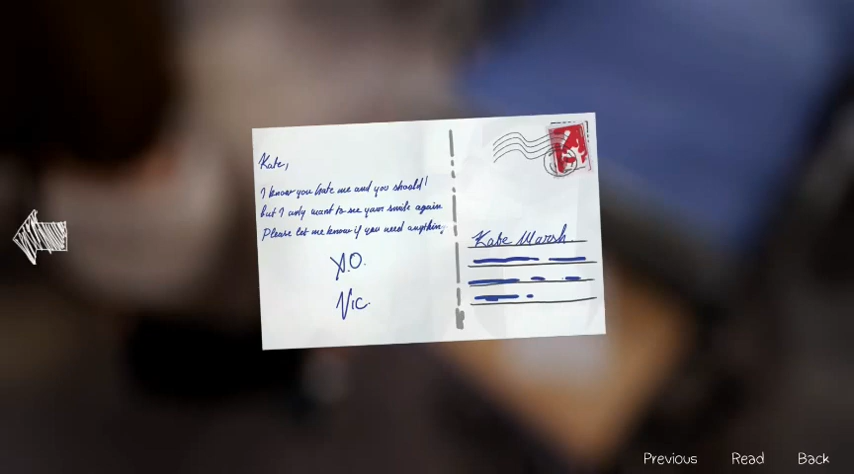 Kate,
I know you hate me and you should!
but I only want to see your smile again.
Please let me know if you need anything.
X.O.
Vic.
Kate Marsh
Previous Read Back